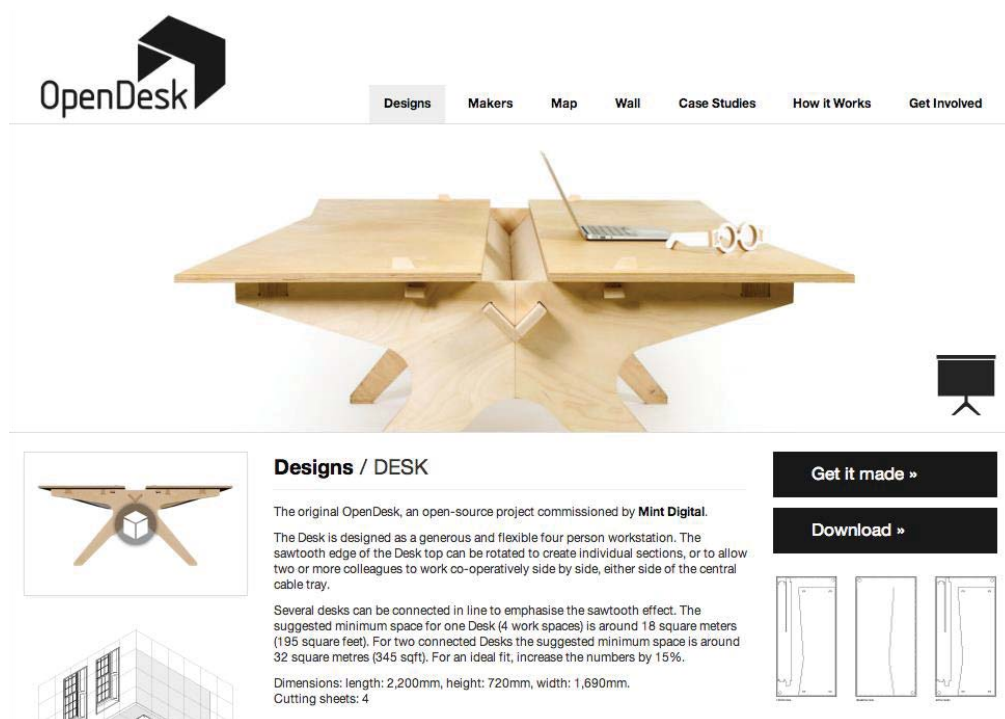 OpenDesk
Designs Makers Map Wall Case Studies How it Works Get Involved
Designs / DESK
The original OpenDesk, an open-source project commissioned by Mint Digital.
The Desk is designed as a generous and flexible four person workstation. The
sawtooth edge of the Desk top can be rotated to create individual sections, or to allow
two or more colleagues to work co-operatively side by side, either side of the central
cable tray.
Several desks can be connected in line to emphasise the sawtooth effect. The
suggested minimum space for one Desk (4 work spaces) is around 18 square meters
(195 square feet). For two connected Desks the suggested minimum space is around
32 square metres (345 sqft). For an ideal fit, increase the numbers by 15%.
Dimensions: length: 2,200mm, height: 720mm, width: 1,690mm.
Cutting sheets: 4
Get it made »
Download »